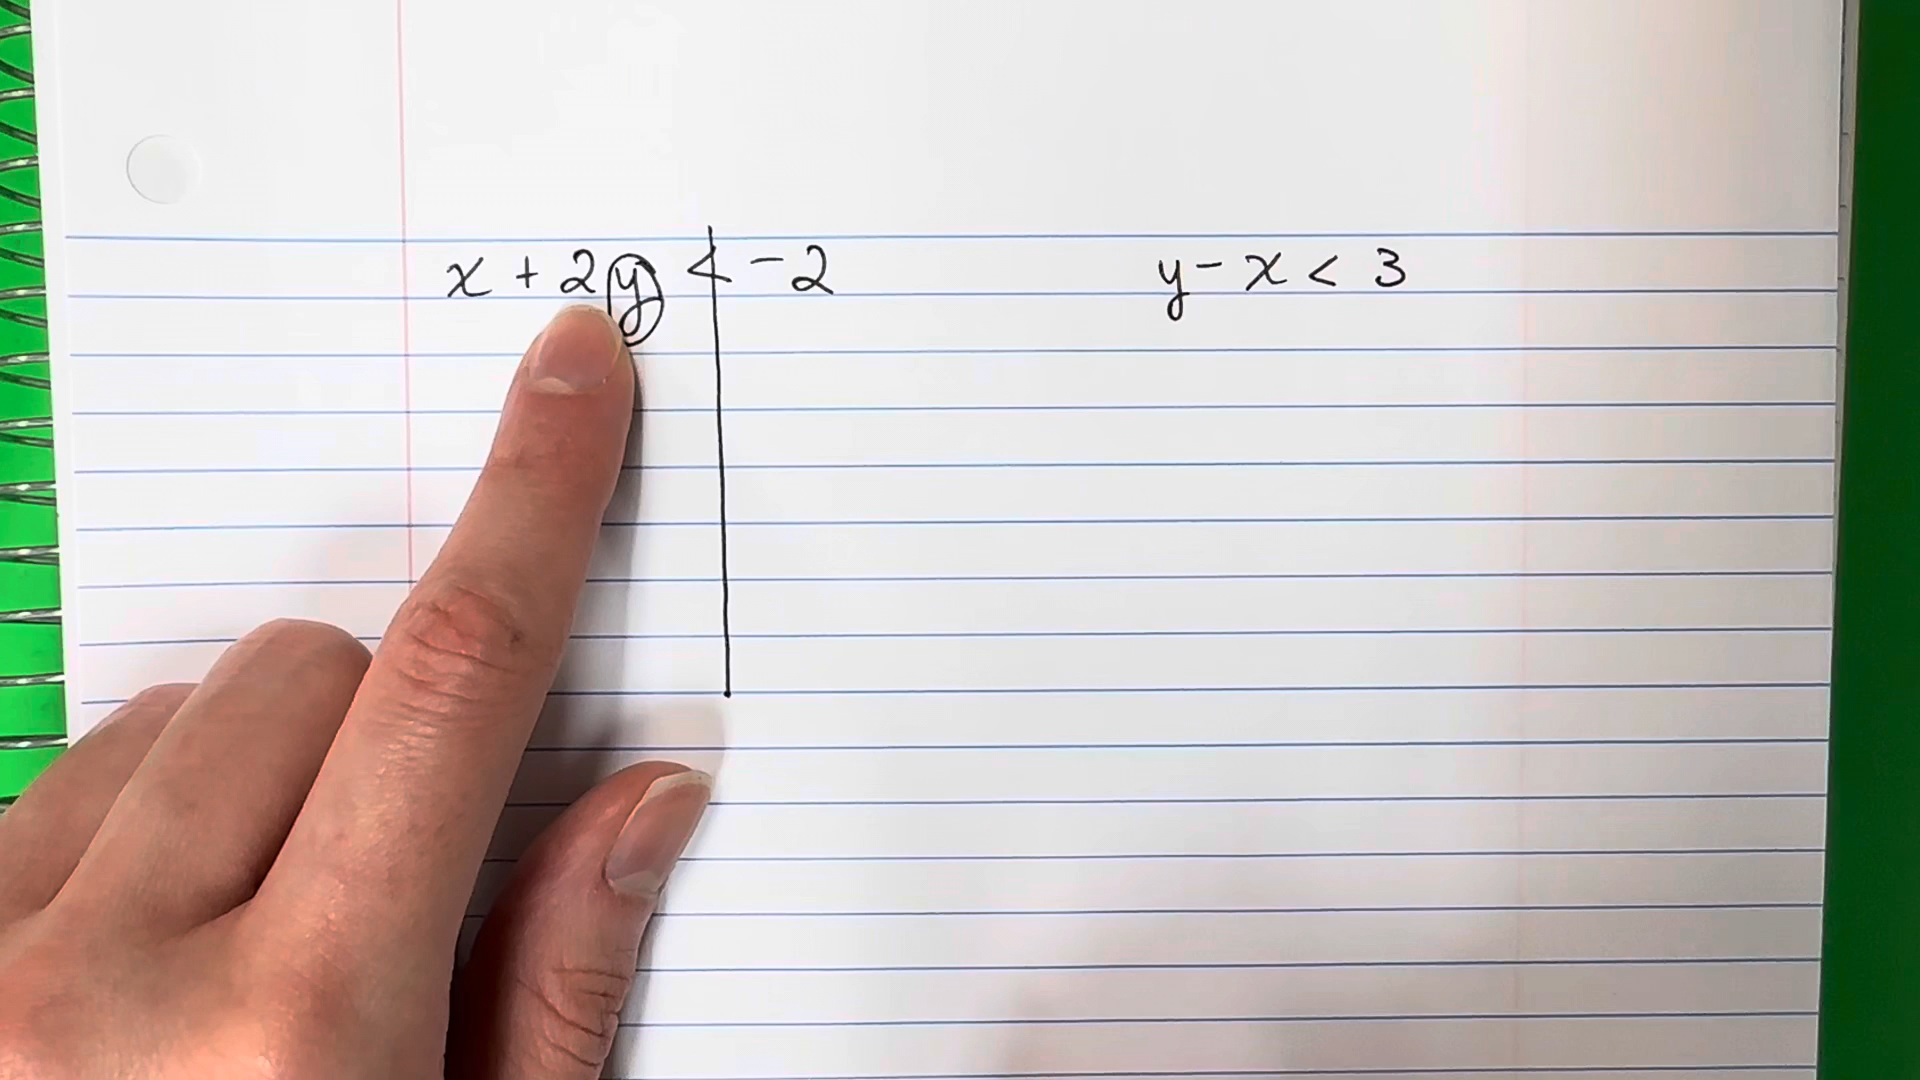 x + 2y < -2
y - x < 3